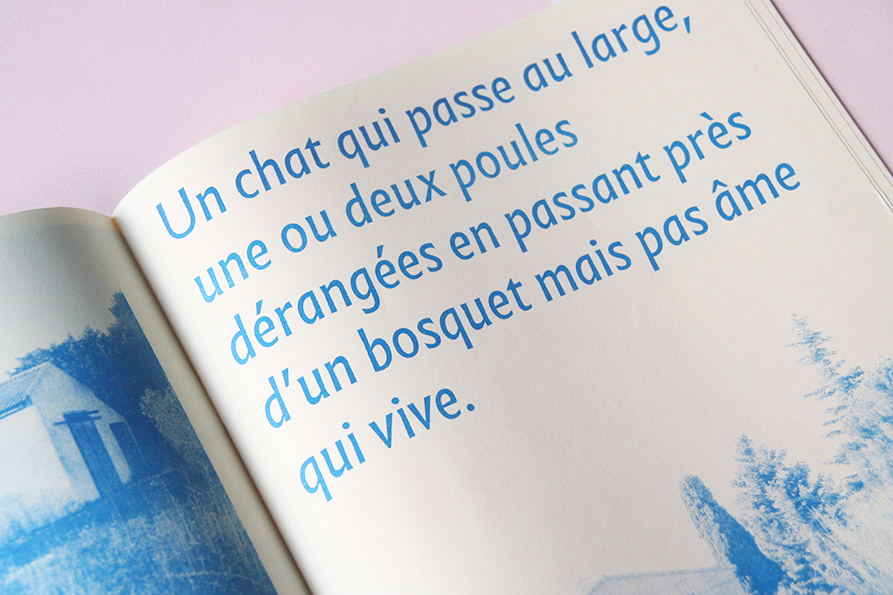 Un chat qui passe au large,
une ou deux poules
dérangées en passant près
d’un bosquet mais pas âme
qui vive.